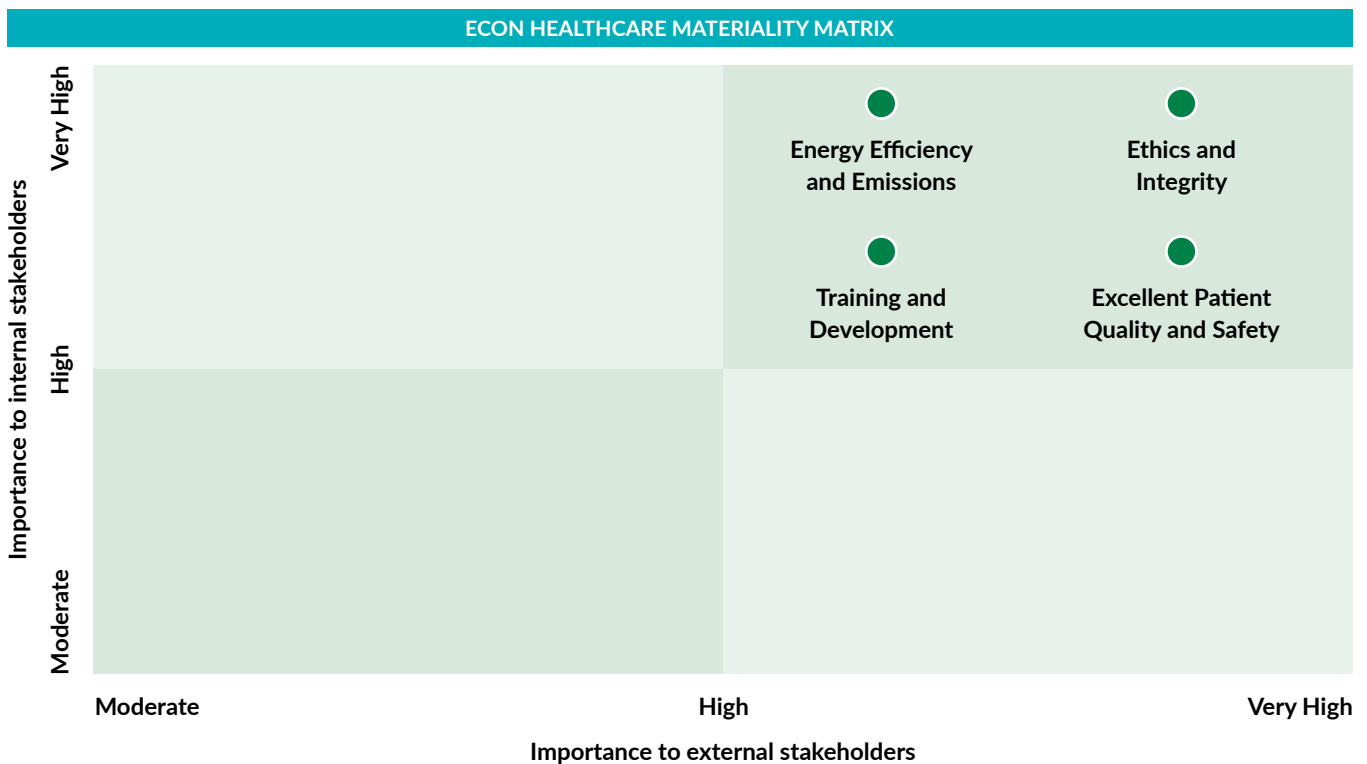 ECON HEALTHCARE MATERIALITY MATRIX
Importance to internal stakeholders
Very High
High
Moderate
Energy Efficiency
and Emissions
Ethics and
Integrity
Training and
Development
Excellent Patient
Quality and Safety
Moderate
High
Very High
Importance to external stakeholders